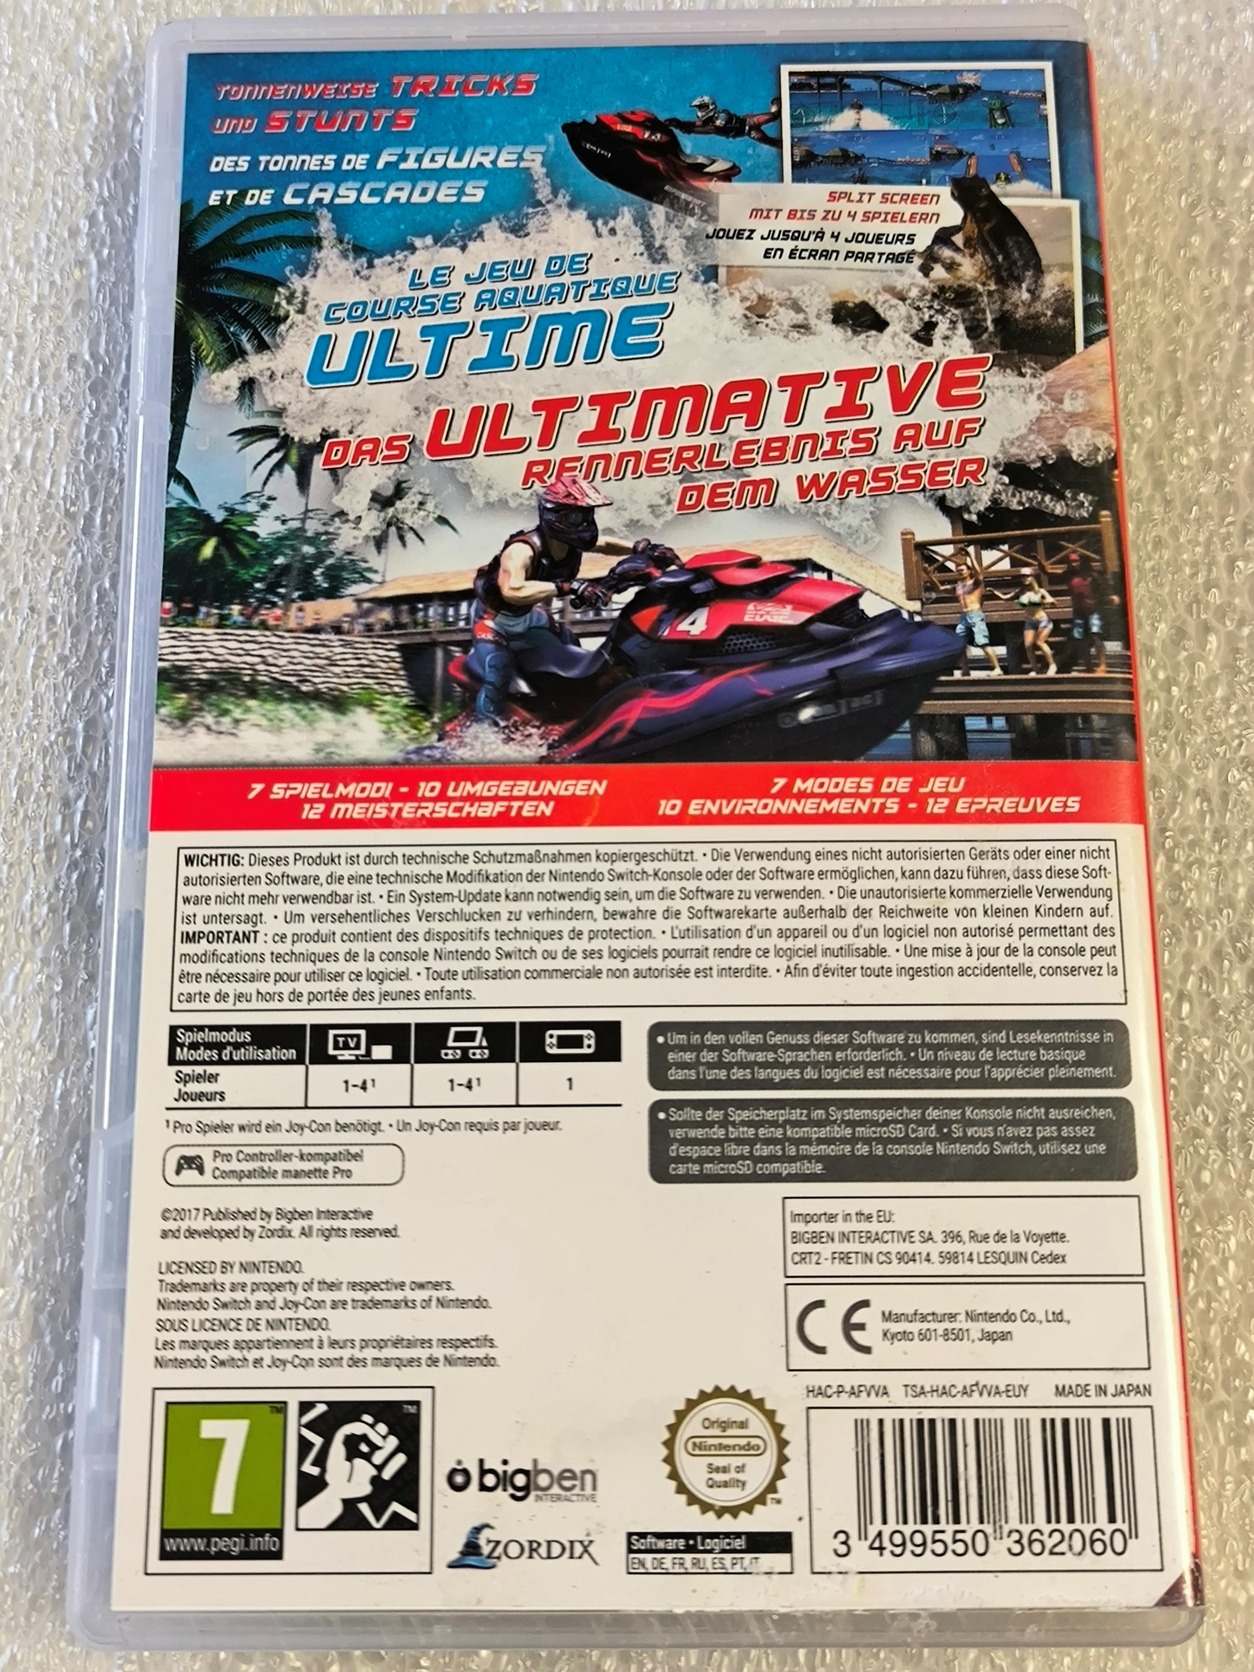 TONNENWEISE TRICKS
UND STUNTS
DES TONNES DE FIGURES
ET DE CASCADES
SPLIT SCREEN
MIT BIS ZU 4 SPIELERN
JOUEZ JUSQU'À 4 JOUEURS
EN ÉCRAN PARTAGÉ
LE JEU DE
COURSE AQUATIQUE
ULTIME
DAS ULTIMATIVE
RENNERLEBNIS AUF
DEM WASSER
7 SPIELMODI - 10 UMGEBUNGEN
12 MEISTERSCHAFTEN
7 MODES DE JEU
10 ENVIRONNEMENTS - 12 EPREUVES
WICHTIG: Dieses Produkt ist durch technische Schutzmaßnahmen kopiergeschützt. • Die Verwendung eines nicht autorisierten Geräts oder einer nicht
autorisierten Software, die eine technische Modifikation der Nintendo Switch-Konsole oder der Software ermöglichen, kann dazu führen, dass diese Soft-
ware nicht mehr verwendbar ist. • Ein System-Update kann notwendig sein, um die Software zu verwenden. • Die unautorisierte kommerzielle Verwendung
ist untersagt. • Um versehentliches Verschlucken zu verhindern, bewahre die Softwarekarte außerhalb der Reichweite von kleinen Kindern auf.
IMPORTANT : ce produit contient des dispositifs techniques de protection. • L'utilisation d'un appareil ou d'un logiciel non autorisé permettant des
modifications techniques de la console Nintendo Switch ou de ses logiciels pourrait rendre ce logiciel inutilisable. • Une mise à jour de la console peut
être nécessaire pour utiliser ce logiciel. • Toute utilisation commerciale non autorisée est interdite. • Afin d'éviter toute ingestion accidentelle, conservez la
carte de jeu hors de portée des jeunes enfants.
Spielmodus
Modes d'utilisation
TV
Spieler
Joueurs
1-4¹
1-4¹
1
¹ Pro Spieler wird ein Joy-Con benötigt. • Un Joy-Con requis par joueur.
Pro Controller-kompatibel
Compatible manette Pro
• Um in den vollen Genuss dieser Software zu kommen, sind Lesekenntnisse in
einer der Software-Sprachen erforderlich. • Un niveau de lecture basique
dans l'une des langues du logiciel est nécessaire pour l'apprécier pleinement.
• Sollte der Speicherplatz im Systemspeicher deiner Konsole nicht ausreichen,
verwende bitte eine kompatible microSD Card. • Si vous n'avez pas assez
d'espace libre dans la mémoire de la console Nintendo Switch, utilisez une
carte microSD compatible.
©2017 Published by Bigben Interactive
and developed by Zordix. All rights reserved.
LICENSED BY NINTENDO.
Trademarks are property of their respective owners.
Nintendo Switch and Joy-Con are trademarks of Nintendo.
SOUS LICENCE DE NINTENDO.
Les marques appartiennent à leurs propriétaires respectifs.
Nintendo Switch et Joy-Con sont des marques de Nintendo.
Importer in the EU:
BIGBEN INTERACTIVE SA. 396, Rue de la Voyette.
CRT2 - FRETIN CS 90414. 59814 LESQUIN Cedex
CE
Manufacturer: Nintendo Co., Ltd.,
Kyoto 601-8501, Japan
HAC-P-AFVVA TSA-HAC-AFVVA-EUY MADE IN JAPAN
7
TM
www.pegi.info
TM
bigben
INTERACTIVE
ZORDIX
Original
Nintendo
Seal of
Quality
TM
Software • Logiciel
EN, DE, FR, RU, ES, PT, IT
3 499550 362060